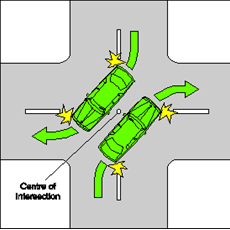 Centre of
Intersection